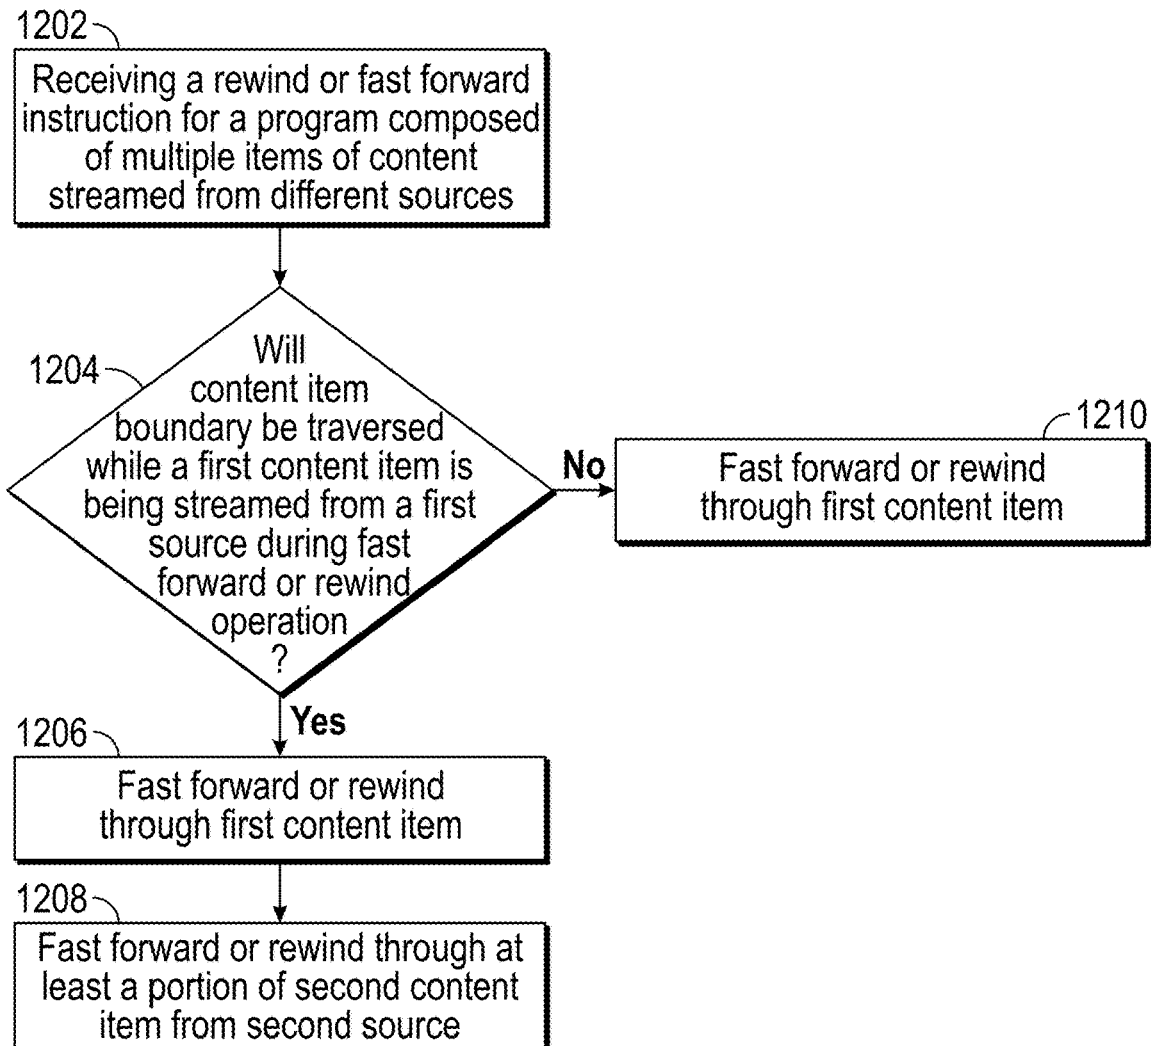 1202
Receiving a rewind or fast forward
instruction for a program composed
of multiple items of content
streamed from different sources
1204
Will
content item
boundary be traversed
while a first content item is
being streamed from a first
source during fast
forward or rewind
operation
?
No
1210
Fast forward or rewind
through first content item
Yes
1206
Fast forward or rewind
through first content item
1208
Fast forward or rewind through at
least a portion of second content
item from second source